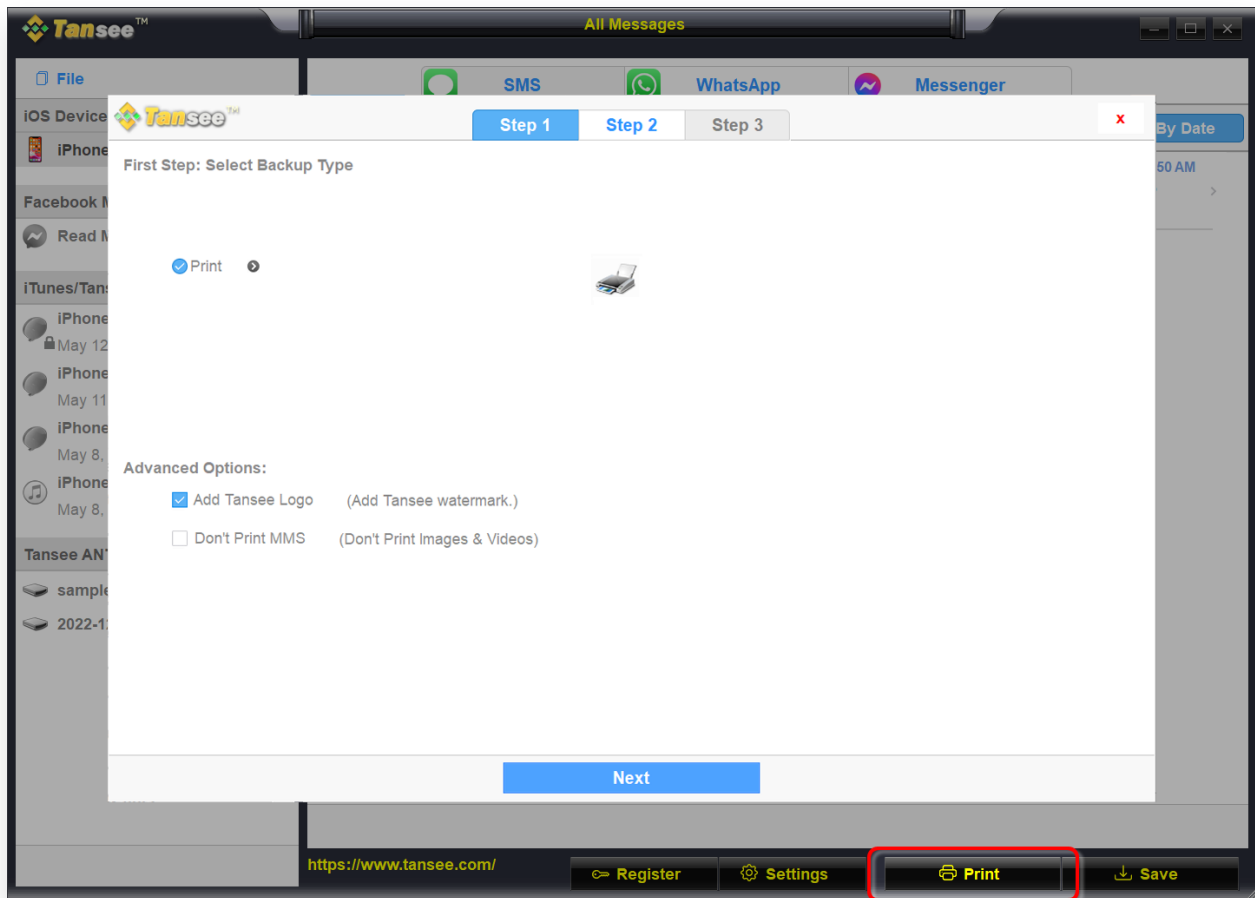 Tansee™
All Messages
File
SMS
WhatsApp
Messenger
iOS Device
iPhone
By Date
50 AM
Facebook
Read
iTunes/Tan
iPhone
May 12
iPhone
May 11
iPhone
May 8,
iPhone
May 8,
Tansee AN
sample
2022-1
Tansee™
Step 1
Step 2
Step 3
x
First Step: Select Backup Type
Print
Advanced Options:
Add Tansee Logo (Add Tansee watermark.)
Don't Print MMS (Don't Print Images & Videos)
Next
https://www.tansee.com/
Register
Settings
Print
Save